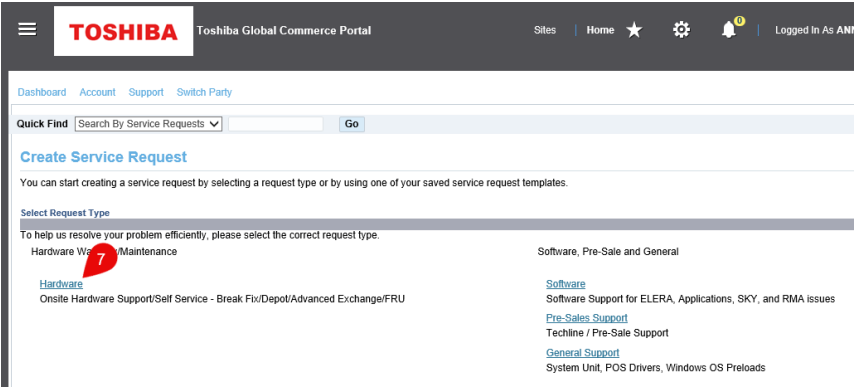 TOSHIBA Toshiba Global Commerce Portal Sites | Home 0 | Logged In As
Dashboard Account Support Switch Party
Quick Find Search By Service Requests Go
Create Service Request
You can start creating a service request by selecting a request type or by using one of your saved service request templates.
Select Request Type
To help us resolve your problem efficiently, please select the correct request type.
Hardware /Maintenance Software, Pre-Sale and General
7
Hardware Software
Onsite Hardware Support/Self Service - Break Fix/Depot/Advanced Exchange/FRU Software Support for ELERA, Applications, SKY, and RMA issues
Pre-Sales Support
Techline / Pre-Sale Support
General Support
System Unit, POS Drivers, Windows OS Preloads